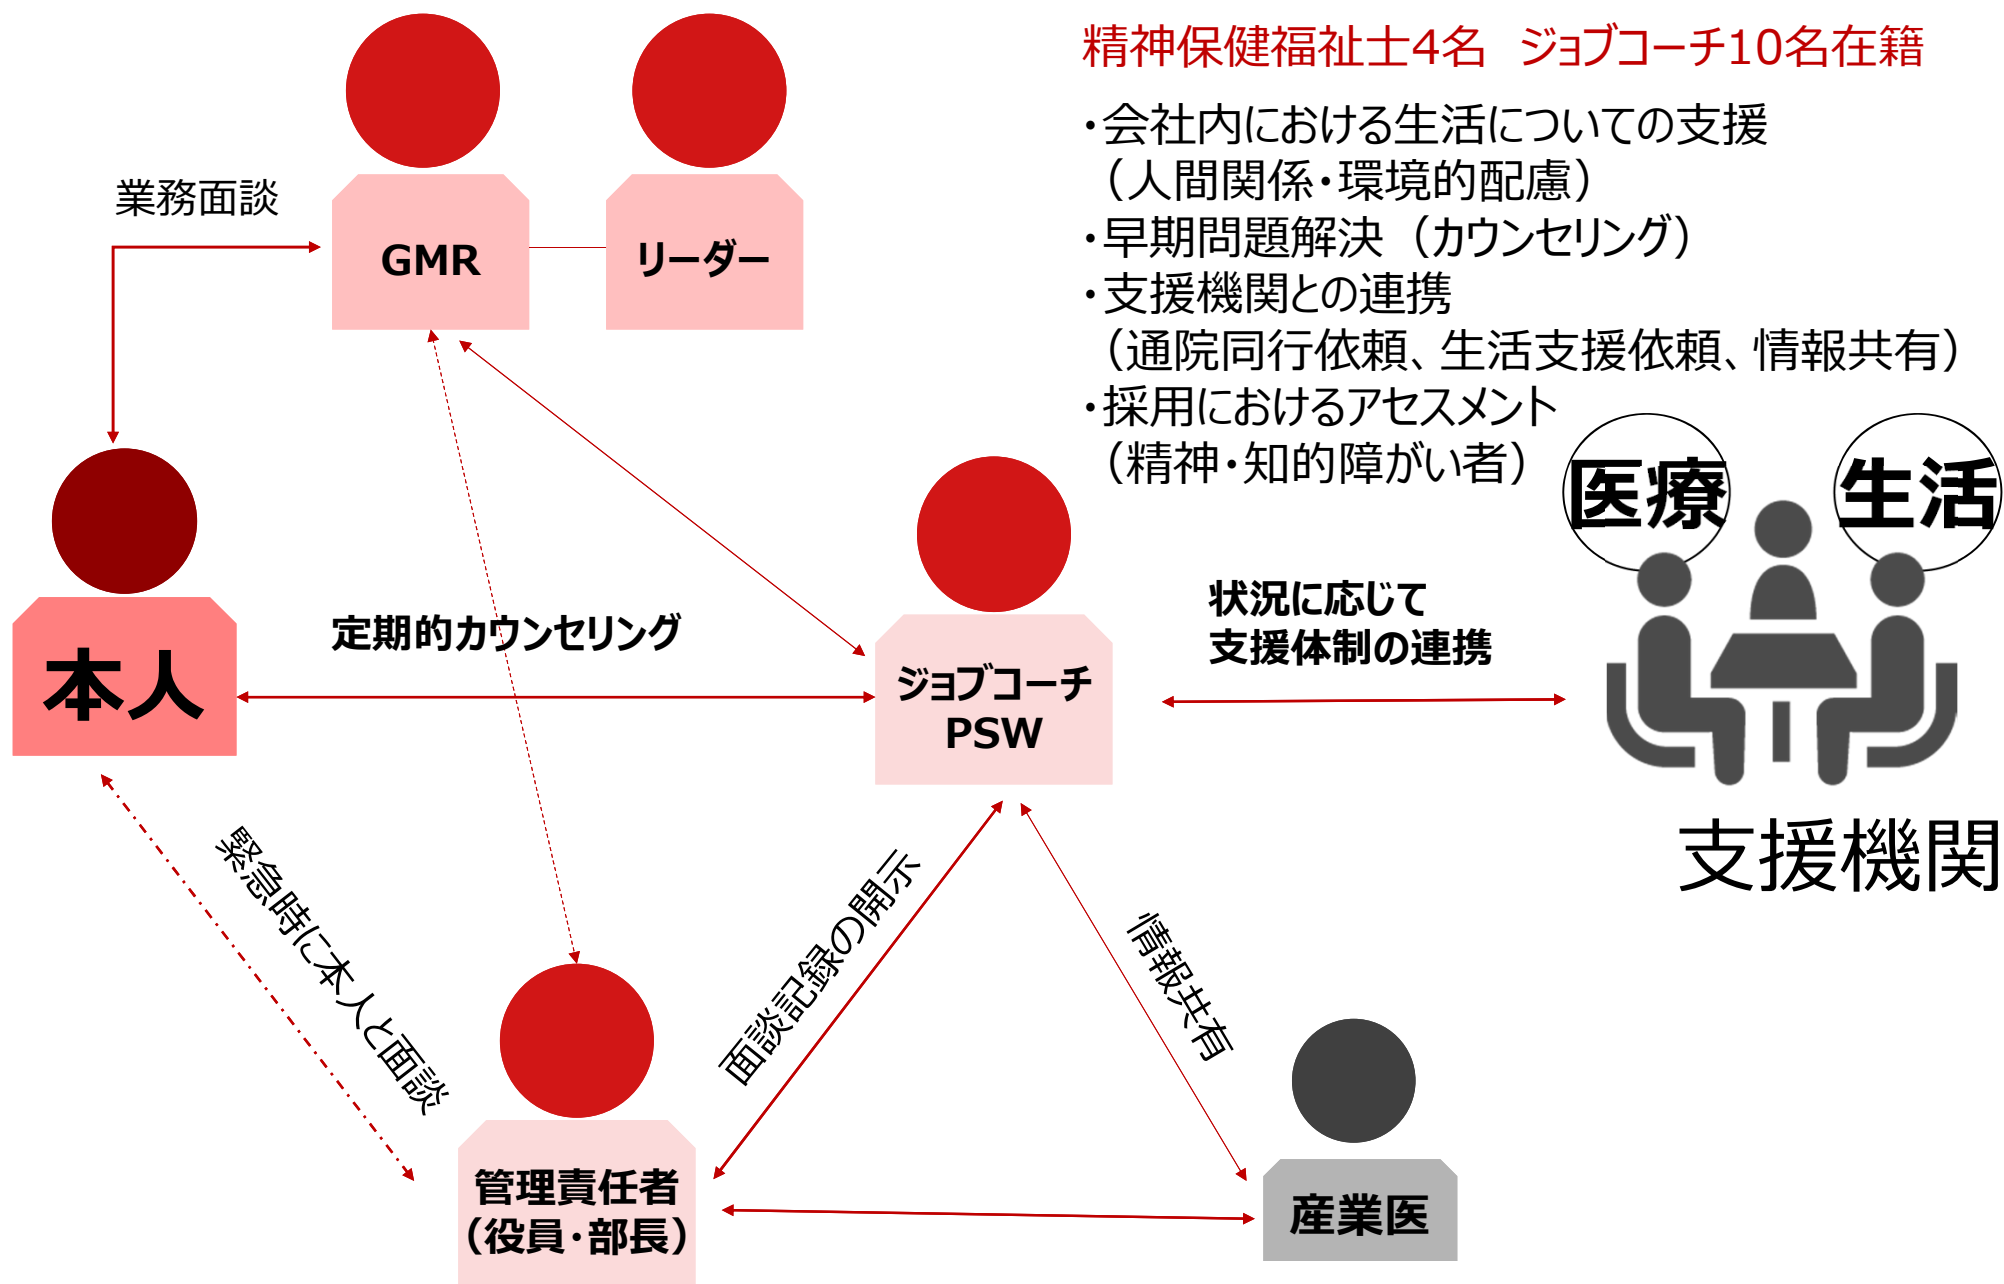 精神保健福祉士4名　ジョブコーチ10名在籍
・会社内における生活についての支援
（人間関係・環境的配慮）
・早期問題解決（カウンセリング）
・支援機関との連携
（通院同行依頼、生活支援依頼、情報共有）
・採用におけるアセスメント
（精神・知的障がい者）
業務面談
GMR
リーダー
医療
生活
定期的カウンセリング
状況に応じて
支援体制の連携
本人
ジョブコーチ
PSW
支援機関
緊急時に本人と面談
面談記録の開示
情報共有
管理責任者
（役員・部長）
産業医